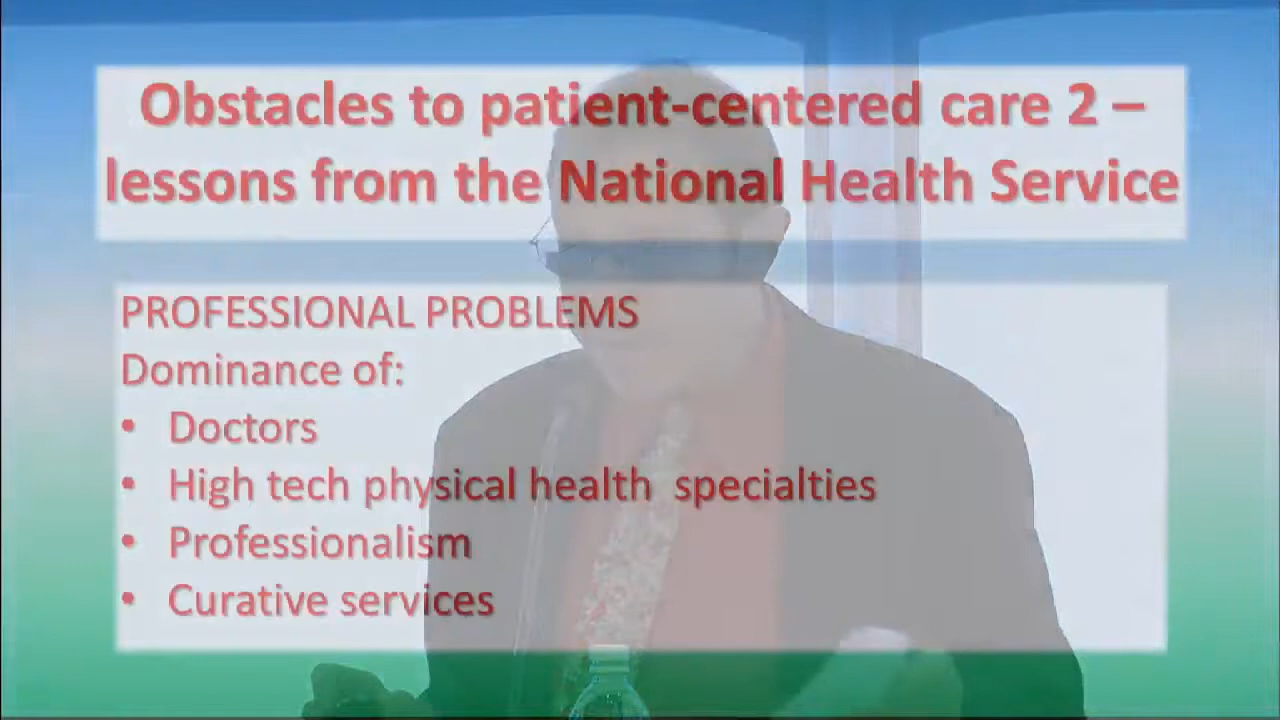 Obstacles to patient-centered care 2 –
lessons from the National Health Service
PROFESSIONAL PROBLEMS
Dominance of:
• Doctors
• High tech physical health specialties
• Professionalism
• Curative services